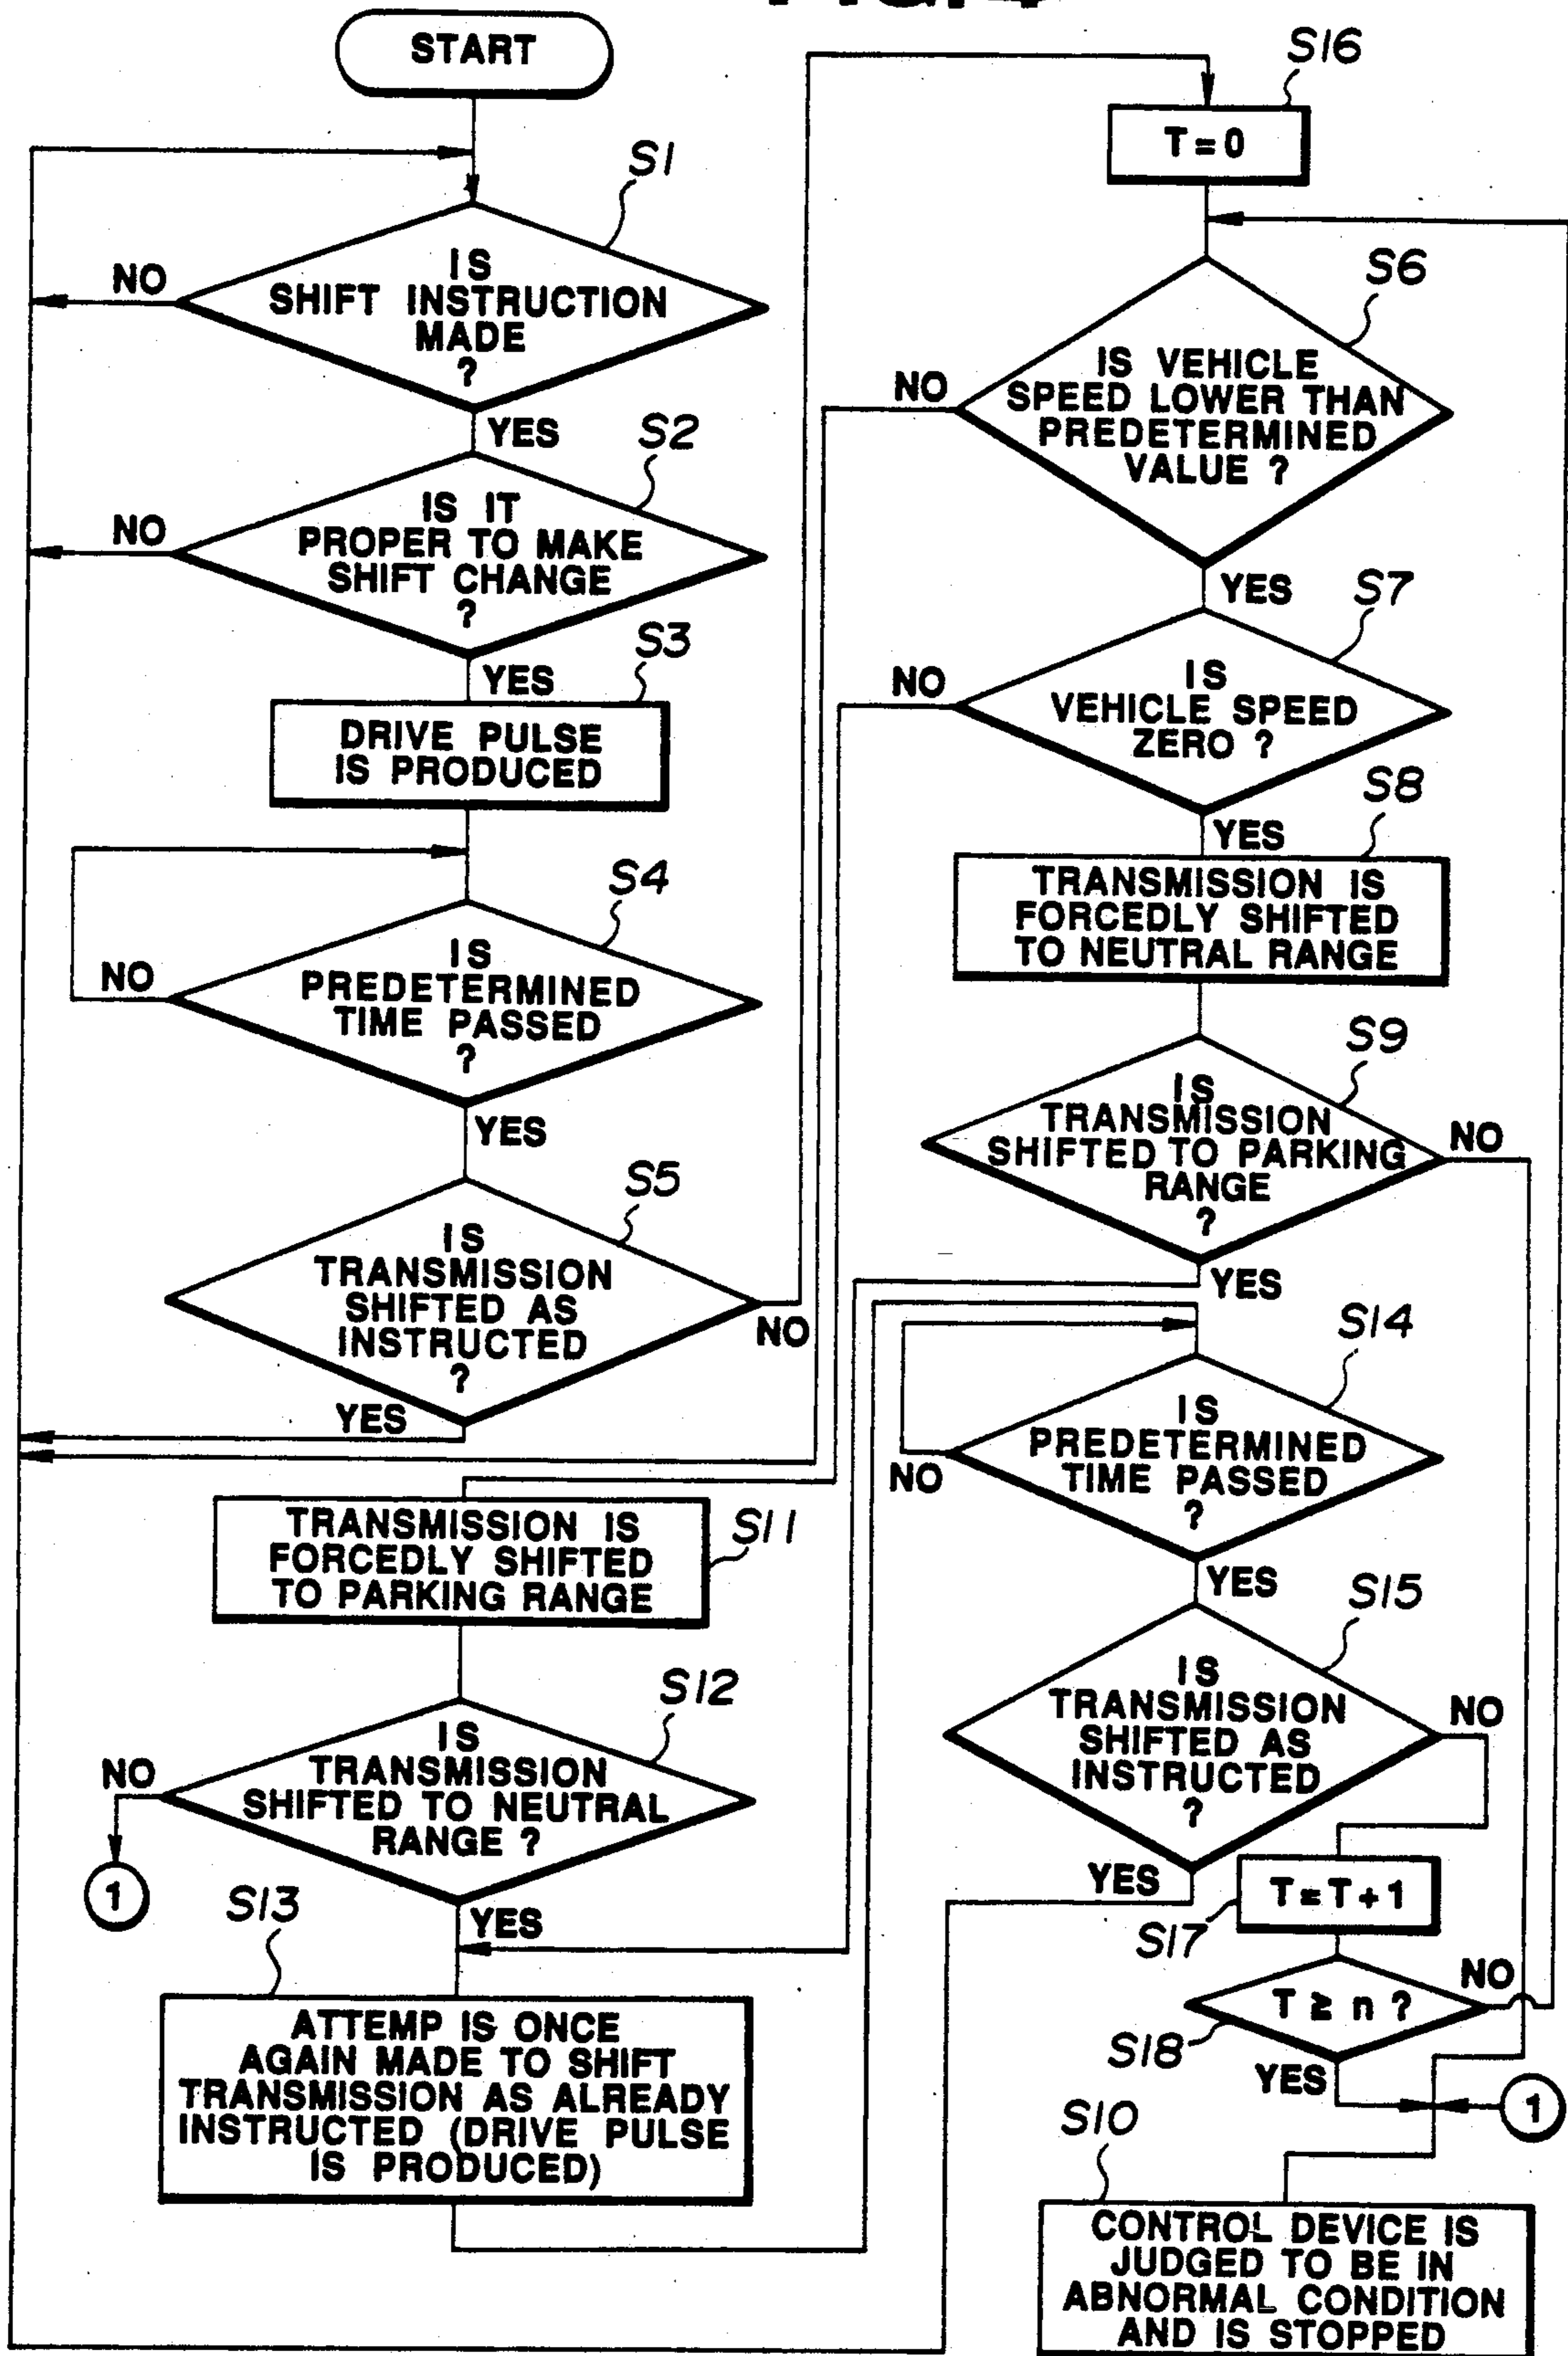 START
S1
IS
SHIFT INSTRUCTION
MADE
?
NO
YES
S2
IS IT
PROPER TO MAKE
SHIFT CHANGE
?
NO
YES
S3
DRIVE PULSE
IS PRODUCED
S4
IS
PREDETERMINED
TIME PASSED
?
NO
YES
S5
IS
TRANSMISSION
SHIFTED AS
INSTRUCTED
?
NO
YES
S11
TRANSMISSION IS
FORCEDLY SHIFTED
TO PARKING RANGE
S12
IS
TRANSMISSION
SHIFTED TO NEUTRAL
RANGE ?
NO
1
YES
S13
ATTEMP IS ONCE
AGAIN MADE TO SHIFT
TRANSMISSION AS ALREADY
INSTRUCTED (DRIVE PULSE
IS PRODUCED)
S16
T = 0
S6
IS VEHICLE
SPEED LOWER THAN
PREDETERMINED
VALUE ?
NO
YES
S7
IS
VEHICLE SPEED
ZERO ?
NO
YES
S8
TRANSMISSION IS
FORCEDLY SHIFTED
TO NEUTRAL RANGE
S9
IS
TRANSMISSION
SHIFTED TO PARKING
RANGE
?
NO
YES
S14
IS
PREDETERMINED
TIME PASSED
?
NO
YES
S15
IS
TRANSMISSION
SHIFTED AS
INSTRUCTED
?
NO
YES
T = T + 1
S17
T ≧ n ?
NO
S18
YES
1
S10
CONTROL DEVICE IS
JUDGED TO BE IN
ABNORMAL CONDITION
AND IS STOPPED